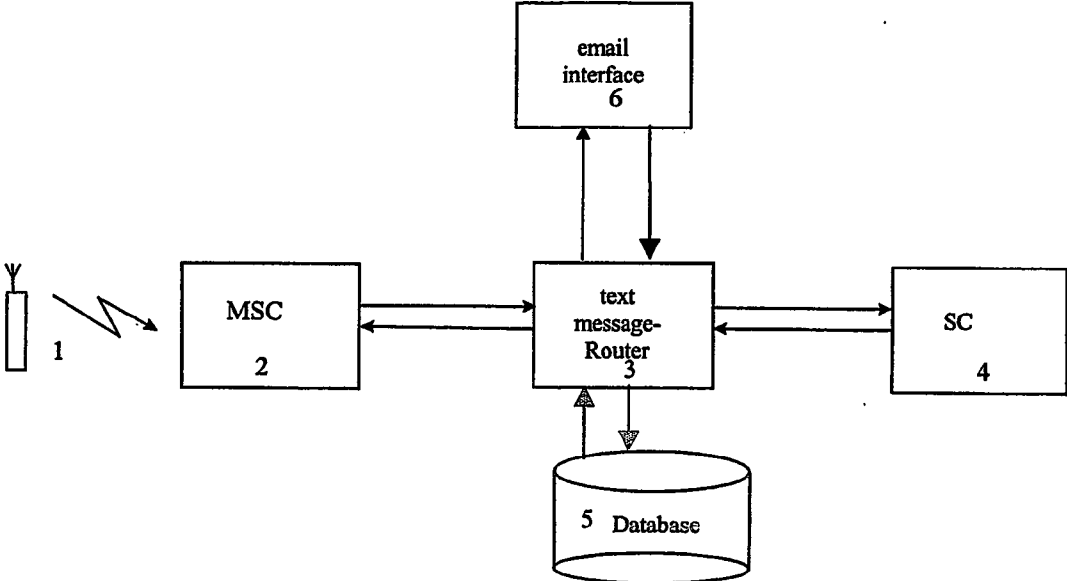 email
interface
6
MSC
2
text
message-
Router
3
SC
4
1
5 Database